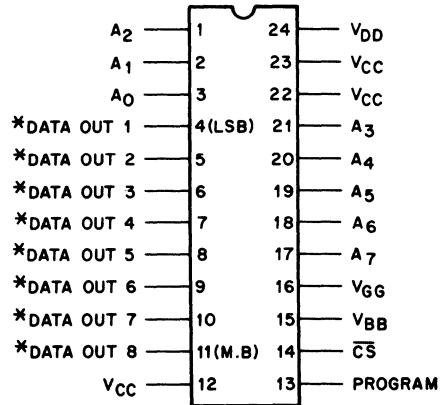 A2 1 24 VDD
A1 2 23 VCC
A0 3 22 VCC
*DATA OUT 1 4(LSB) 21 A3
*DATA OUT 2 5 20 A4
*DATA OUT 3 6 19 A5
*DATA OUT 4 7 18 A6
*DATA OUT 5 8 17 A7
*DATA OUT 6 9 16 VGG
*DATA OUT 7 10 15 VBB
*DATA OUT 8 11(M.B) 14 C̅S̅
VCC 12 13 PROGRAM